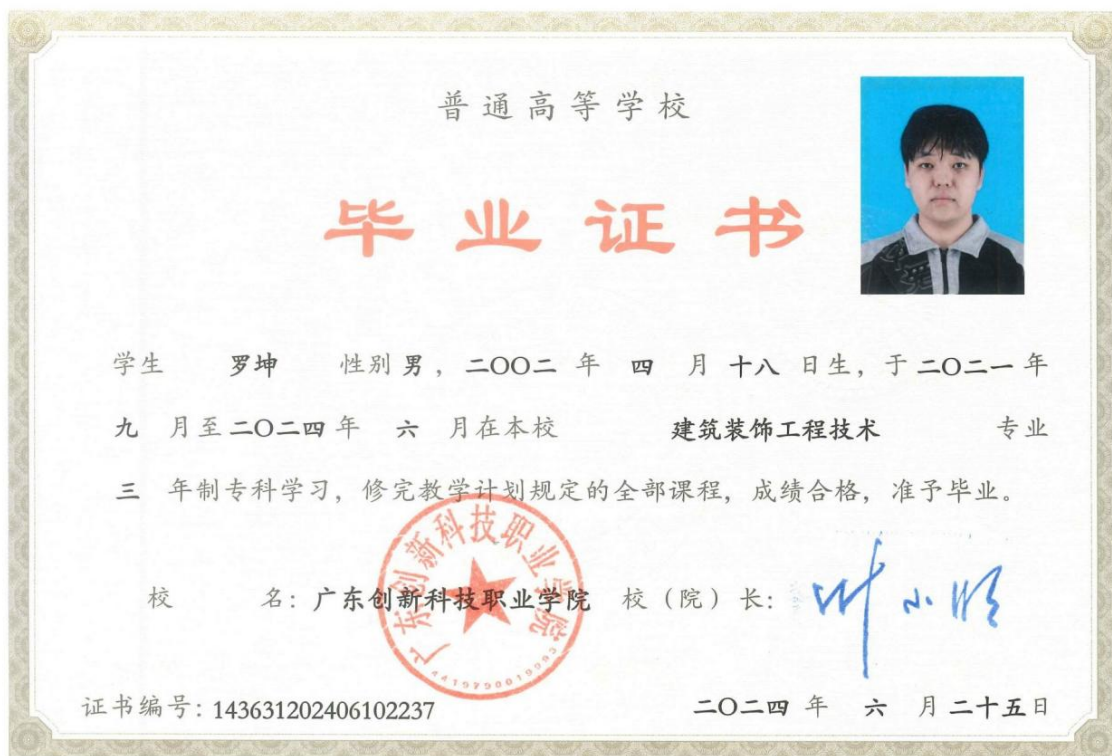 普通高等学校
毕业证书
学生 罗坤 性别 男，二〇〇二 年 四 月 十八 日生，于 二〇二一 年
九 月至 二〇二四 年 六 月在本校 建筑装饰工程技术 专业
三 年制专科学习，修完教学计划规定的全部课程，成绩合格，准予毕业。
广东创新科技职业学院
校 名：广东创新科技职业学院 校（院）长：
证书编号：143631202406102237 二〇二四 年 六 月 二十五日